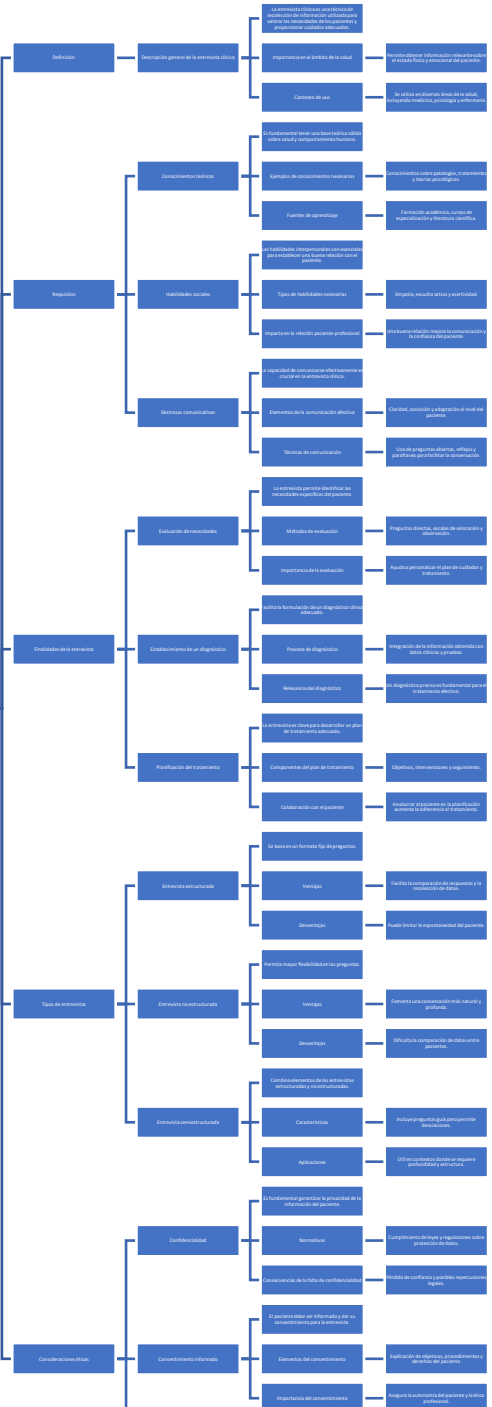 Definición
Descripción general de la entrevista clínica
La entrevista clínica es una técnica de
recolección de información utilizada para
valorar las necesidades de los pacientes y
proporcionar cuidados adecuados.
Importancia en el ámbito de la salud
Permite obtener información relevante sobre
el estado físico y emocional del paciente.
Contexto de uso
Se utiliza en diversas áreas de la salud,
incluyendo medicina, psicología y enfermería.
Requisitos
Conocimientos teóricos
Es fundamental tener una base teórica sólida
sobre salud y comportamiento humano.
Ejemplos de conocimientos necesarios
Conocimientos sobre patologías, tratamientos
y teorías psicológicas.
Fuentes de aprendizaje
Formación académica, cursos de
especialización y literatura científica.
Habilidades sociales
Las habilidades interpersonales son esenciales
para establecer una buena relación con el
paciente.
Tipos de habilidades necesarias
Empatía, escucha activa y asertividad.
Impacto en la relación paciente-profesional
Una buena relación mejora la comunicación y
la confianza del paciente.
Destrezas comunicativas
La capacidad de comunicarse efectivamente es
crucial en la entrevista clínica.
Elementos de la comunicación efectiva
Claridad, concisión y adaptación al nivel del
paciente.
Técnicas de comunicación
Uso de preguntas abiertas, reflejos y
parafraseo para facilitar la conversación.
Finalidades de la entrevista
Evaluación de necesidades
La entrevista permite identificar las
necesidades específicas del paciente.
Métodos de evaluación
Preguntas directas, escalas de valoración y
observación.
Importancia de la evaluación
Ayuda a personalizar el plan de cuidados y
tratamiento.
Establecimiento de un diagnóstico
Facilita la formulación de un diagnóstico clínico
adecuado.
Proceso de diagnóstico
Integración de la información obtenida con
datos clínicos y pruebas.
Relevancia del diagnóstico
Un diagnóstico preciso es fundamental para el
tratamiento efectivo.
Planificación del tratamiento
La entrevista es clave para desarrollar un plan
de tratamiento adecuado.
Componentes del plan de tratamiento
Objetivos, intervenciones y seguimiento.
Colaboración con el paciente
Involucrar al paciente en la planificación
aumenta la adherencia al tratamiento.
Tipos de entrevistas
Entrevista estructurada
Se basa en un formato fijo de preguntas.
Ventajas
Facilita la comparación de respuestas y la
recolección de datos.
Desventajas
Puede limitar la espontaneidad del paciente.
Entrevista no estructurada
Permite mayor flexibilidad en las preguntas.
Ventajas
Fomenta una conversación más natural y
profunda.
Desventajas
Dificulta la comparación de datos entre
pacientes.
Entrevista semiestructurada
Combina elementos de las entrevistas
estructuradas y no estructuradas.
Características
Incluye preguntas guía pero permite
desviaciones.
Aplicaciones
Útil en contextos donde se requiere
profundidad y estructura.
Consideraciones éticas
Confidencialidad
Es fundamental garantizar la privacidad de la
información del paciente.
Normativas
Cumplimiento de leyes y regulaciones sobre
protección de datos.
Consecuencias de la falta de confidencialidad
Pérdida de confianza y posibles repercusiones
legales.
Consentimiento informado
El paciente debe ser informado y dar su
consentimiento para la entrevista.
Elementos del consentimiento
Explicación de objetivos, procedimientos y
derechos del paciente.
Importancia del consentimiento
Asegura la autonomía del paciente y la ética
profesional.